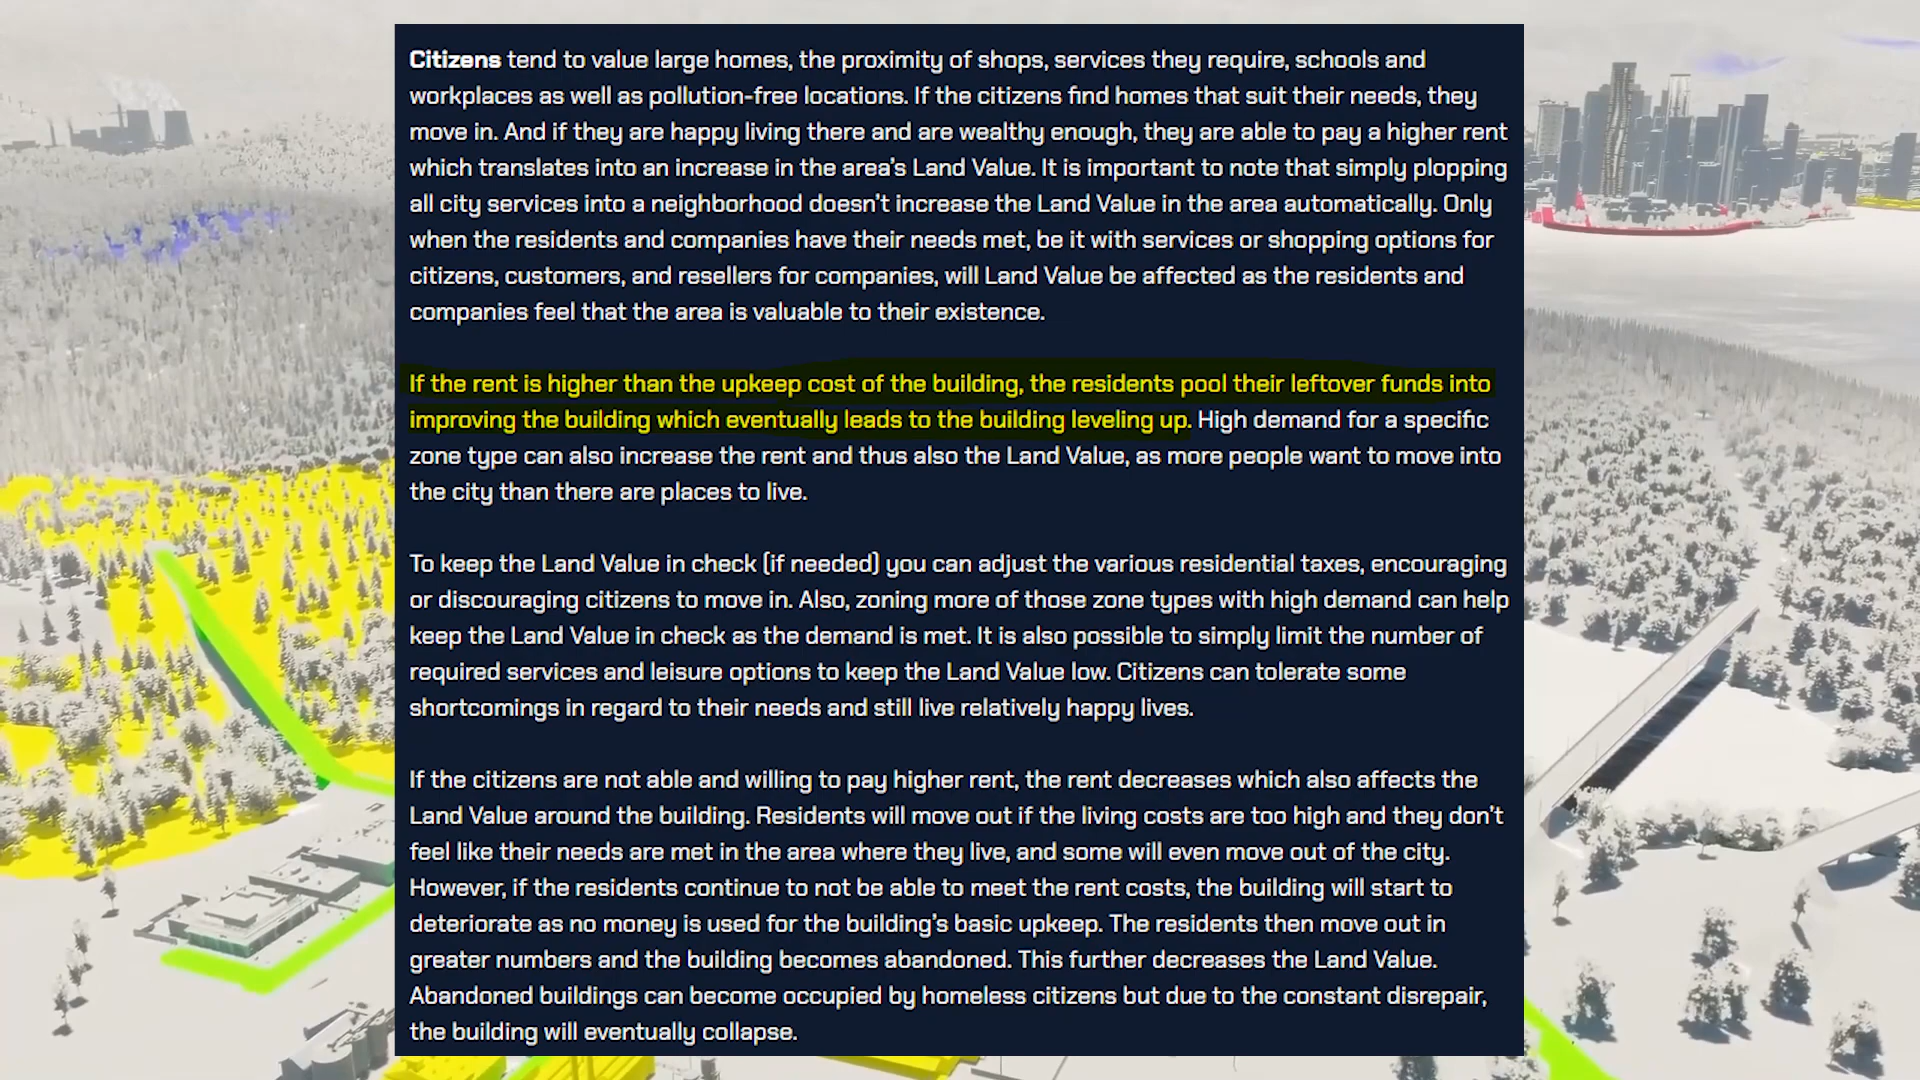 Citizens tend to value large homes, the proximity of shops, services they require, schools and
workplaces as well as pollution-free locations. If the citizens find homes that suit their needs, they
move in. And if they are happy living there and are wealthy enough, they are able to pay a higher rent
which translates into an increase in the area's Land Value. It is important to note that simply plopping
all city services into a neighborhood doesn't increase the Land Value in the area automatically. Only
when the residents and companies have their needs met, be it with services or shopping options for
citizens, customers, and resellers for companies, will Land Value be affected as the residents and
companies feel that the area is valuable to their existence.
If the rent is higher than the upkeep cost of the building, the residents pool their leftover funds into
improving the building which eventually leads to the building leveling up. High demand for a specific
zone type can also increase the rent and thus also the Land Value, as more people want to move into
the city than there are places to live.
To keep the Land Value in check (if needed) you can adjust the various residential taxes, encouraging
or discouraging citizens to move in. Also, zoning more of those zone types with high demand can help
keep the Land Value in check as the demand is met. It is also possible to simply limit the number of
required services and leisure options to keep the Land Value low. Citizens can tolerate some
shortcomings in regard to their needs and still live relatively happy lives.
If the citizens are not able and willing to pay higher rent, the rent decreases which also affects the
Land Value around the building. Residents will move out if the living costs are too high and they don't
feel like their needs are met in the area where they live, and some will even move out of the city.
However, if the residents continue to not be able to meet the rent costs, the building will start to
deteriorate as no money is used for the building's basic upkeep. The residents then move out in
greater numbers and the building becomes abandoned. This further decreases the Land Value.
Abandoned buildings can become occupied by homeless citizens but due to the constant disrepair,
the building will eventually collapse.